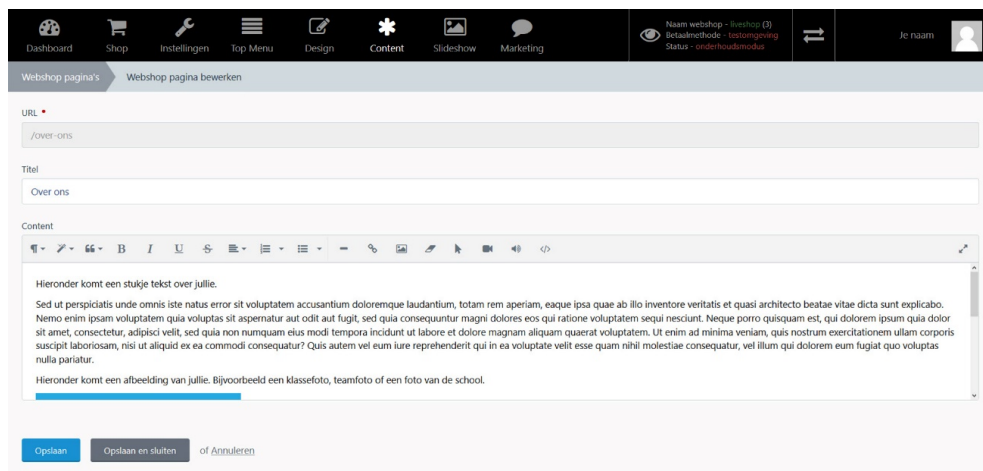 Naam webshop - liveshop (3)
Betaalmethode - testomgeving
Status - onderhoudsmodus
Je naam
Dashboard Shop Instellingen Top Menu Design Content Slideshow Marketing
Webshop pagina's Webshop pagina bewerken
URL
/over-ons
Titel
Over ons
Content
B I U S
Hieronder komt een stukje tekst over jullie.
Sed ut perspiciatis unde omnis iste natus error sit voluptatem accusantium doloremque laudantium, totam rem aperiam, eaque ipsa quae ab illo inventore veritatis et quasi architecto beatae vitae dicta sunt explicabo.
Nemo enim ipsam voluptatem quia voluptas sit aspernatur aut odit aut fugit, sed quia consequuntur magni dolores eos qui ratione voluptatem sequi nesciunt. Neque porro quisquam est, qui dolorem ipsum quia dolor
sit amet, consectetur, adipisci velit, sed quia non numquam eius modi tempora incidunt ut labore et dolore magnam aliquam quaerat voluptatem. Ut enim ad minima veniam, quis nostrum exercitationem ullam corporis
suscipit laboriosam, nisi ut aliquid ex ea commodi consequatur? Quis autem vel eum iure reprehenderit qui in ea voluptate velit esse quam nihil molestiae consequatur, vel illum qui dolorem eum fugiat quo voluptas
nulla pariatur.
Hieronder komt een afbeelding van jullie. Bijvoorbeeld een klassefoto, teamfoto of een foto van de school.
Opslaan Opslaan en sluiten of Annuleren